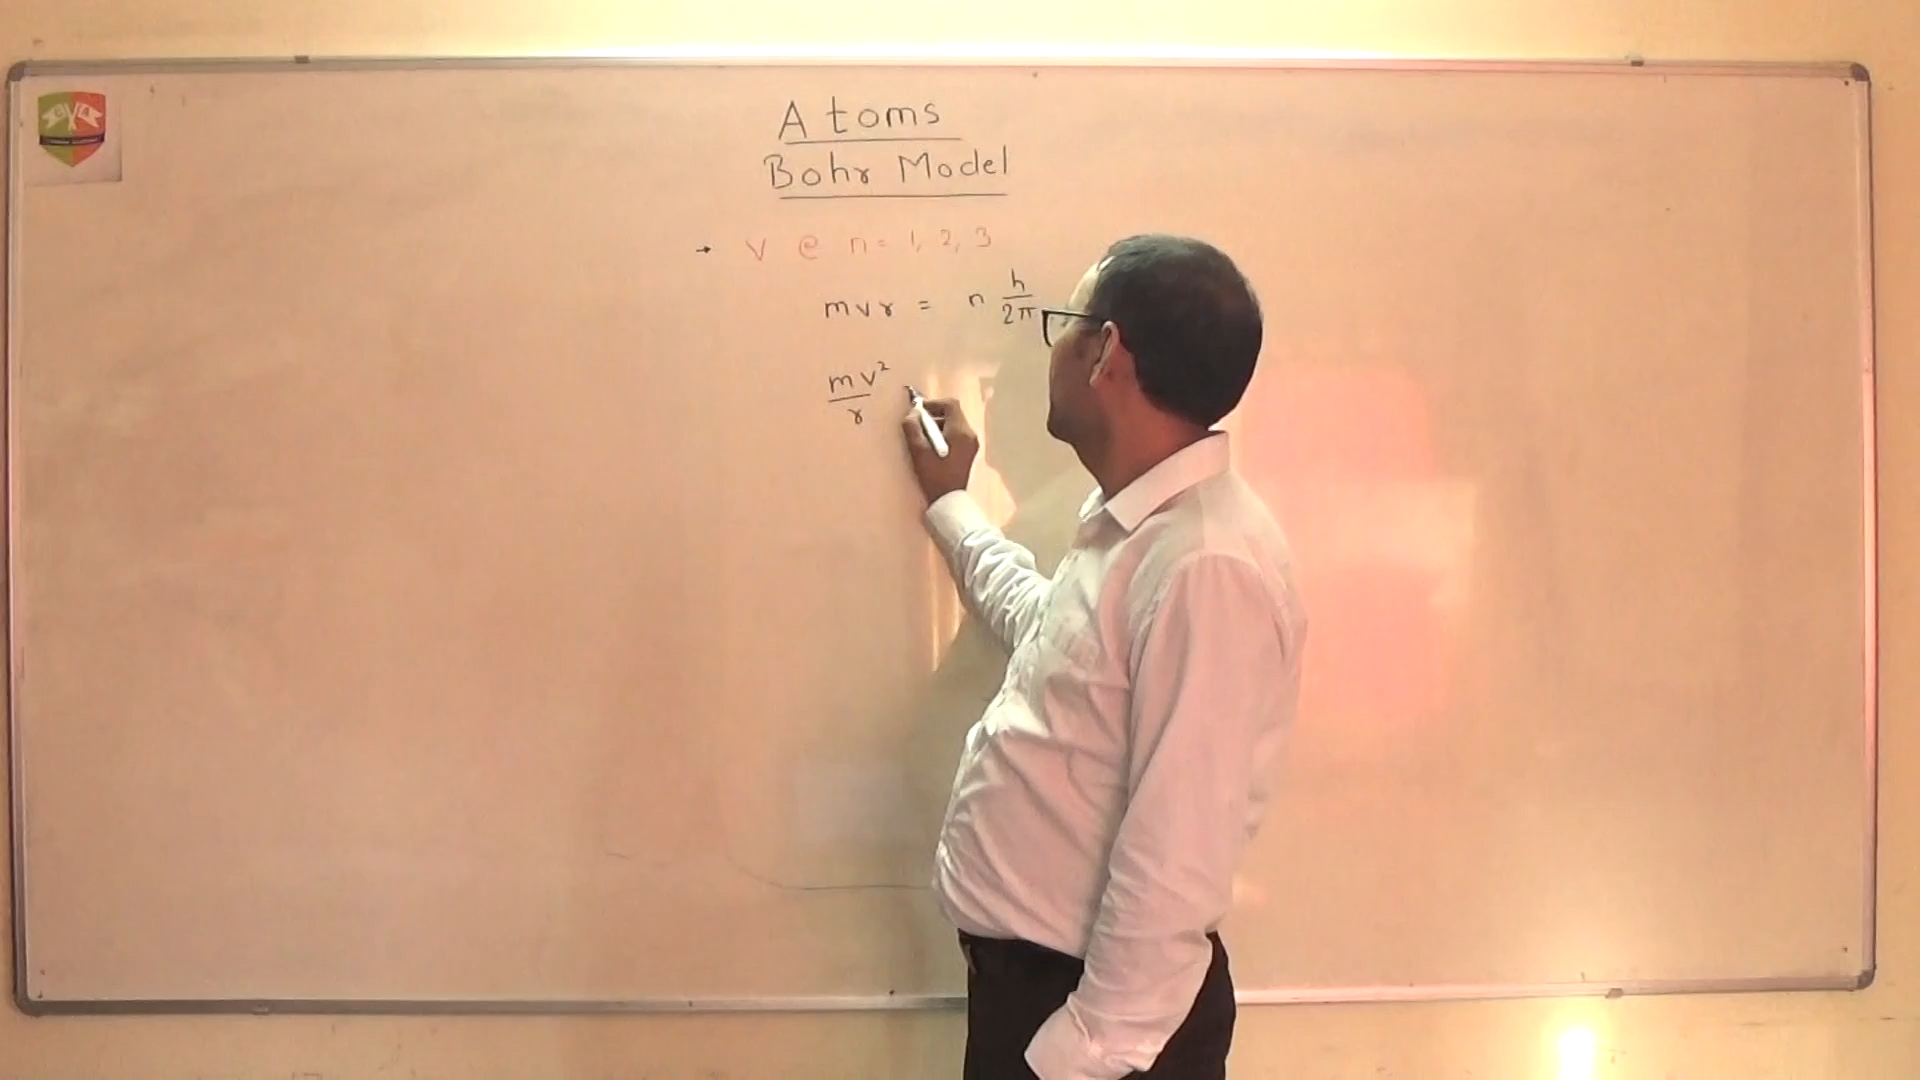 Atoms
Bohr Model
→ v @ n = 1, 2, 3
mvr = n h/2π
mv²/r